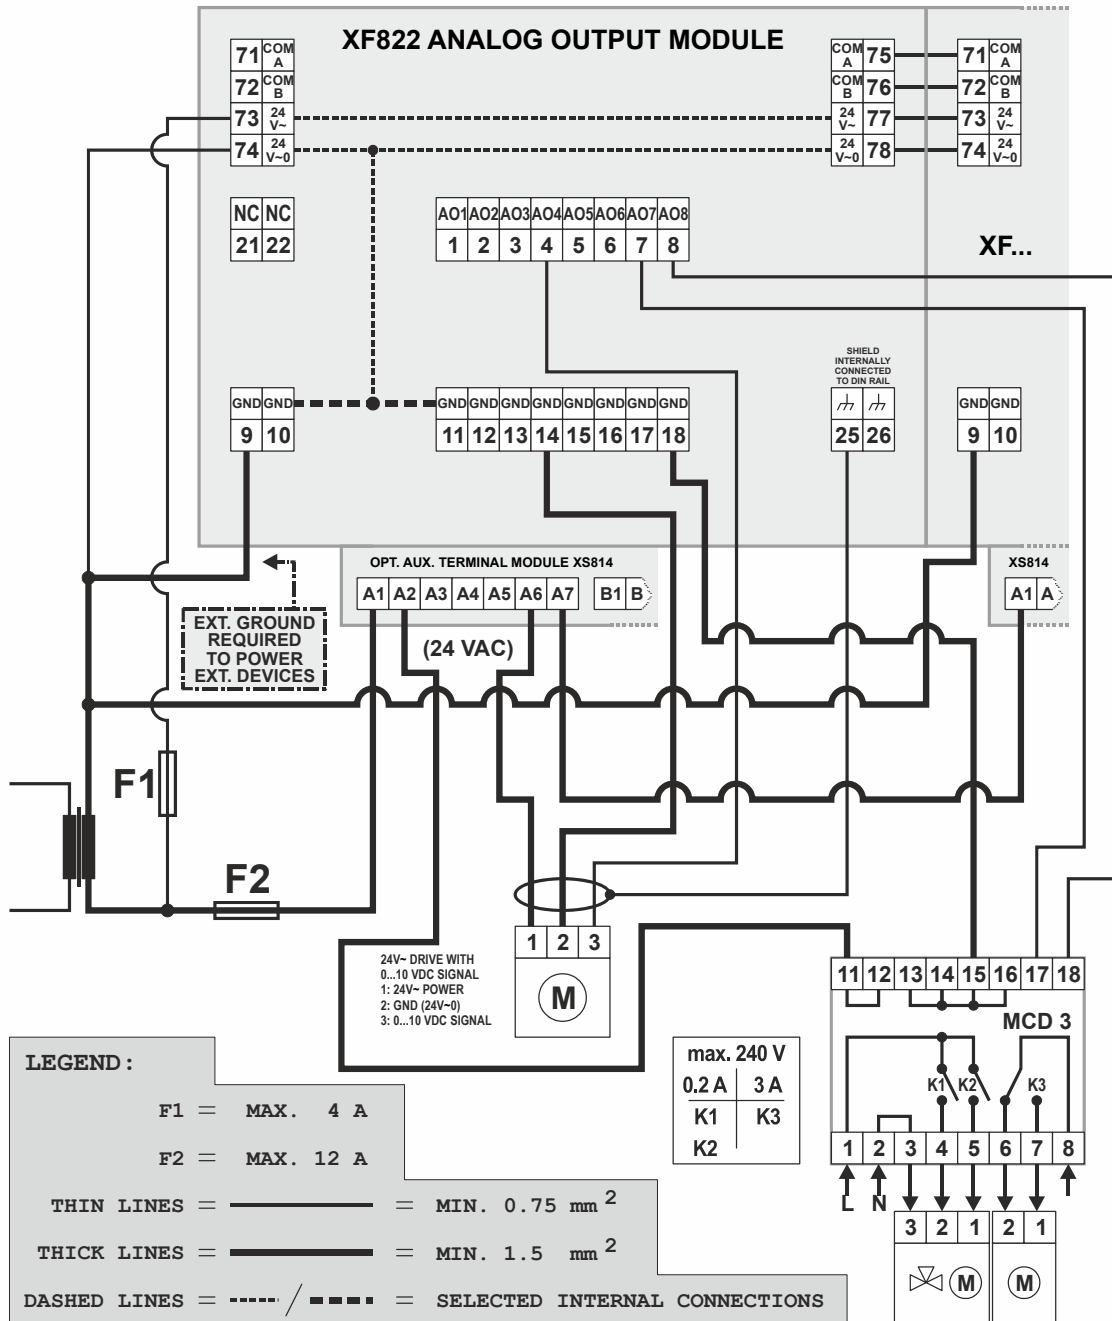 XF822 ANALOG OUTPUT MODULE
71 COM A
72 COM B
73 24 V~
74 24 V~0
COM A 75
COM B 76
24 V~ 77
24 V~0 78
71 COM A
72 COM B
73 24 V~
74 24 V~0
NC NC
21 22
AO1 AO2 AO3 AO4 AO5 AO6 AO7 AO8
1 2 3 4 5 6 7 8
XF...
SHIELD
INTERNALLY
CONNECTED
TO DIN RAIL
GND GND
9 10
GND GND GND GND GND GND GND GND
11 12 13 14 15 16 17 18
25 26
GND GND
9 10
OPT. AUX. TERMINAL MODULE XS814
A1 A2 A3 A4 A5 A6 A7 B1 B
XS814
A1 A
(24 VAC)
EXT. GROUND
REQUIRED
TO POWER
EXT. DEVICES
F1
F2
1 2 3
M
24V~ DRIVE WITH
0...10 VDC SIGNAL
1: 24V~ POWER
2: GND (24V~0)
3: 0...10 VDC SIGNAL
11 12 13 14 15 16 17 18
MCD 3
K1 K2 K3
1 2 3 4 5 6 7 8
L N
3 2 1
M
2 1
M
max. 240 V
0.2 A 3 A
K1 K3
K2
LEGEND:
F1 = MAX. 4 A
F2 = MAX. 12 A
THIN LINES = = MIN. 0.75 mm 2
THICK LINES = = MIN. 1.5 mm 2
DASHED LINES = / = SELECTED INTERNAL CONNECTIONS